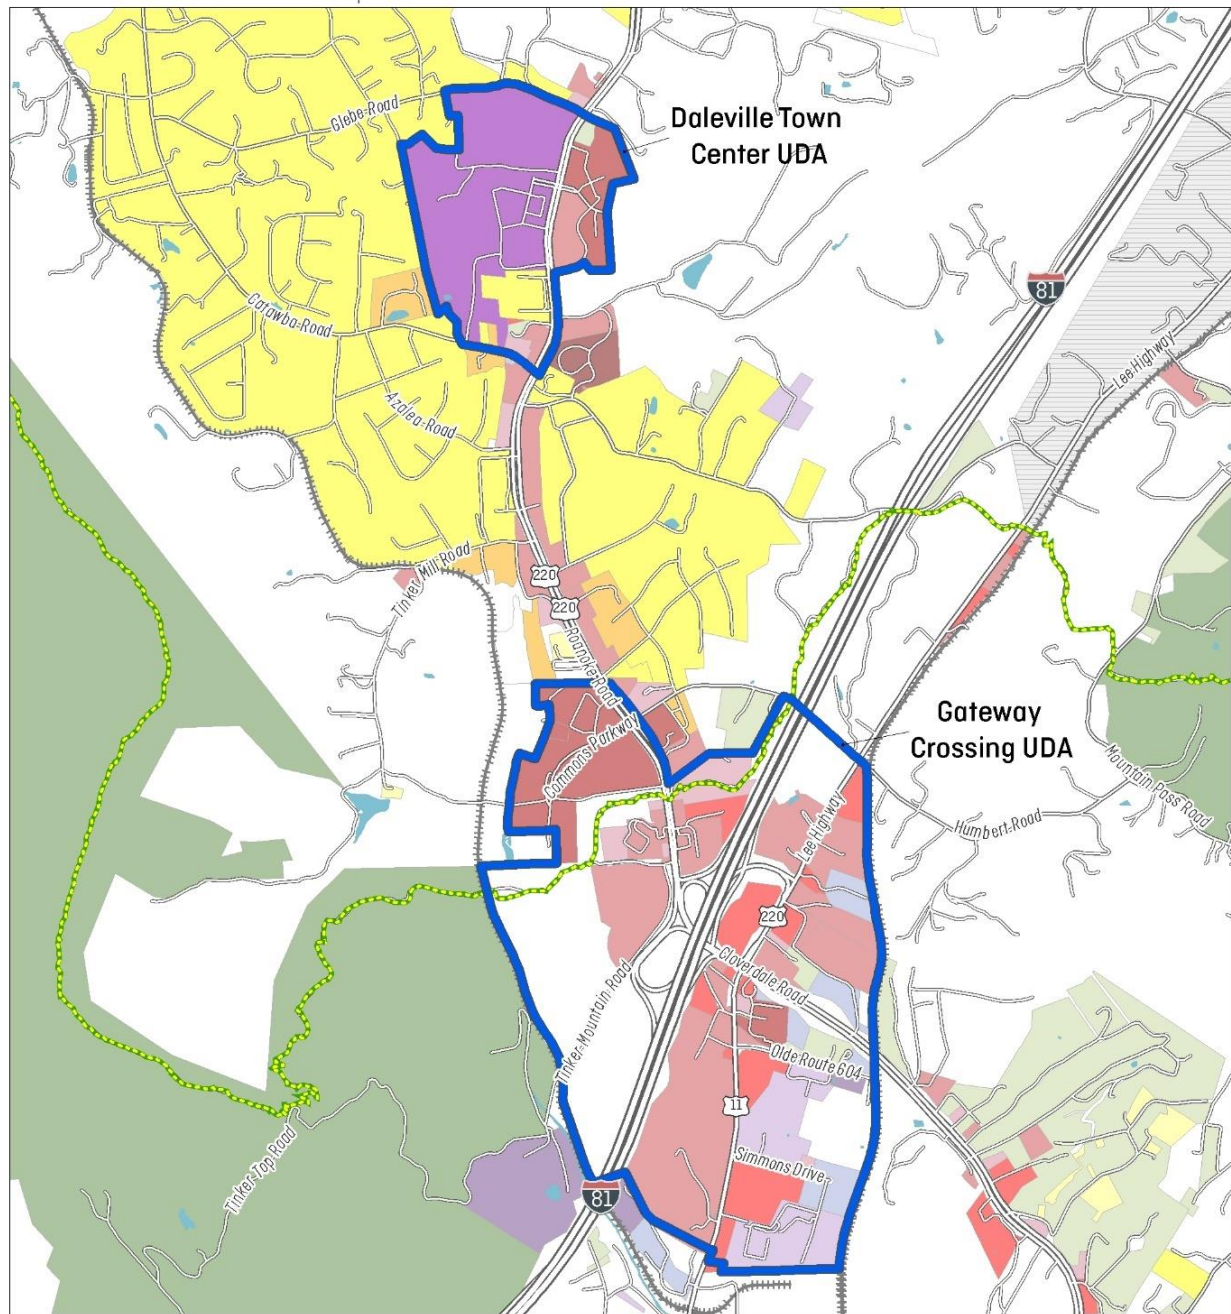 Glebe Road
Daleville Town
Center UDA
81
Lee Highway
Catawba Road
Azalea Road
Tinker Mill Road
220
220
Roanoke Road
Commons Parkway
Gateway
Crossing UDA
Mountain Pass Road
Humbert Road
Lee Highway
220
Cloverdale Road
Tinker Mountain Road
Olde Route 604
11
Simmons Drive
Tinker Top Road
81